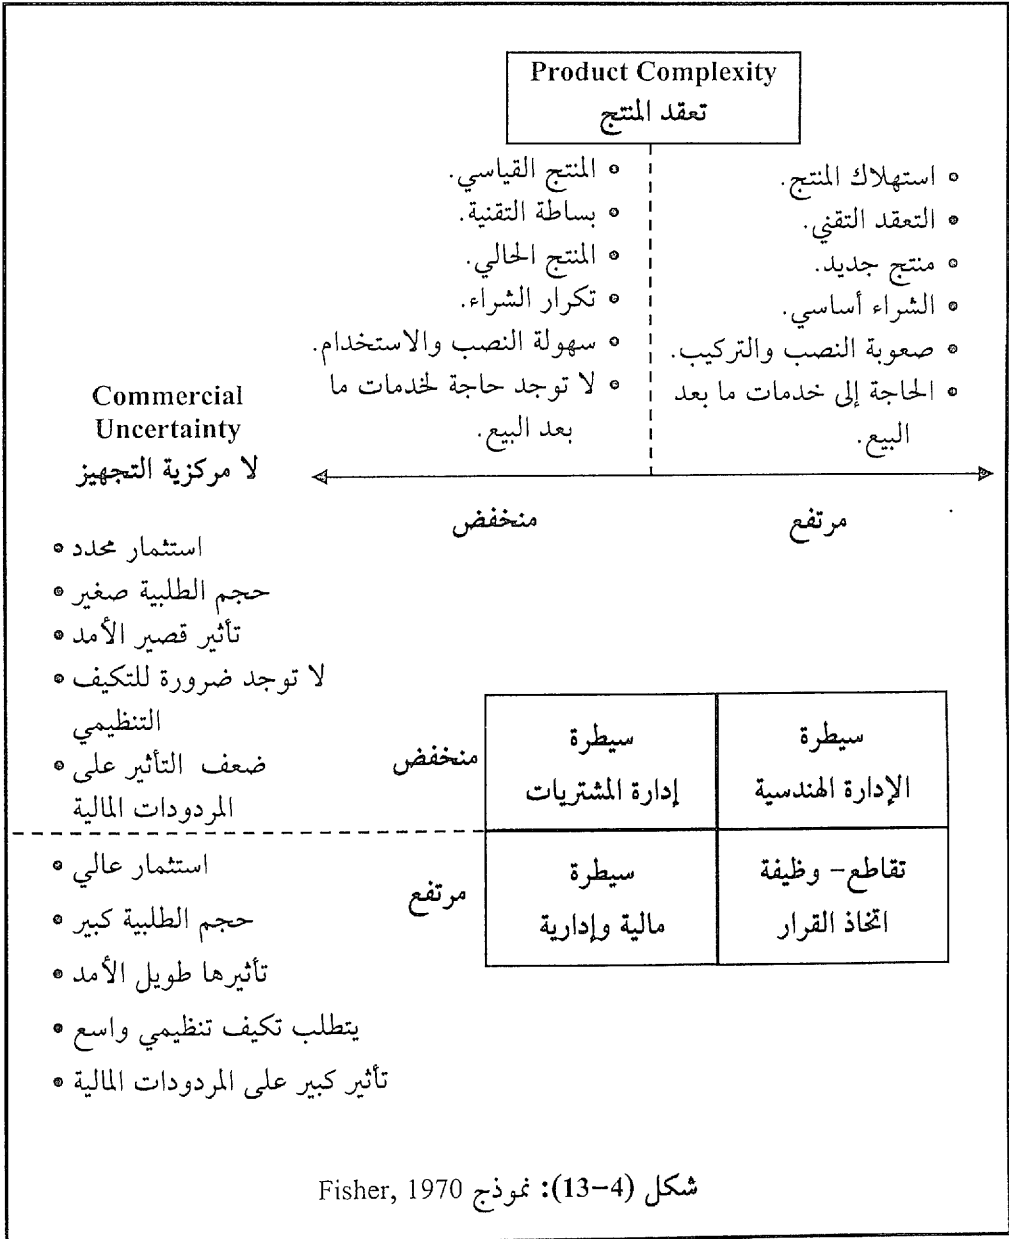 Product Complexity
تعقد المنتج
استهلاك المنتج.
التعقد التقني.
منتج جديد.
الشراء أساسي.
صعوبة النصب والتركيب.
الحاجة إلى خدمات ما بعد
البيع.
المنتج القياسي.
بساطة التقنية.
المنتج الحالي.
تكرار الشراء.
سهولة النصب والاستخدام.
لا توجد حاجة لخدمات ما
بعد البيع.
مرتفع
منخفض
Commercial
Uncertainty
لا مركزية التجهيز
استثمار محدد
حجم الطلبية صغير
تأثير قصير الأمد
لا توجد ضرورة للتكيف
التنظيمي
ضعف التأثير على
المردودات المالية
استثمار عالي
حجم الطلبية كبير
تأثيرها طويل الأمد
يتطلب تكيف تنظيمي واسع
تأثير كبير على المردودات المالية
منخفض
سيطرة
الإدارة الهندسية
سيطرة
إدارة المشتريات
مرتفع
تقاطع- وظيفة
اتخاذ القرار
سيطرة
مالية وإدارية
شكل (4-13): نموذج Fisher, 1970